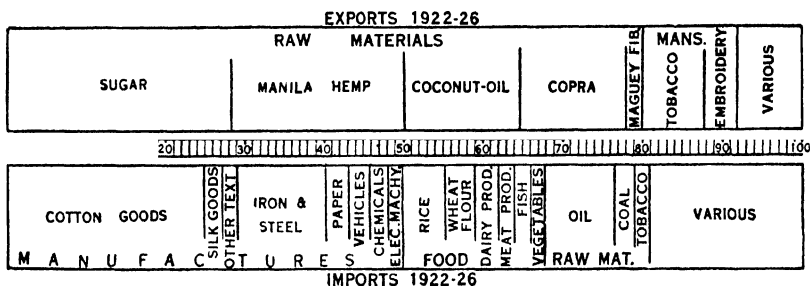 EXPORTS 1922-26
RAW MATERIALS
MANS.
SUGAR
MANILA HEMP
COCONUT-OIL
COPRA
MAGUEY FIB.
TOBACCO
EMBROIDERY
VARIOUS
20 30 40 50 60 70 80 90 100
COTTON GOODS
SILK GOODS
OTHER TEXT
IRON &
STEEL
PAPER
VEHICLES
CHEMICALS
ELEC.MACHY.
RICE
WHEAT
FLOUR
DAIRY PROD.
MEAT PROD.
FISH
VEGETABLES
OIL
COAL
TOBACCO
VARIOUS
MANUFACTURES
FOOD
RAW MAT.
IMPORTS 1922-26